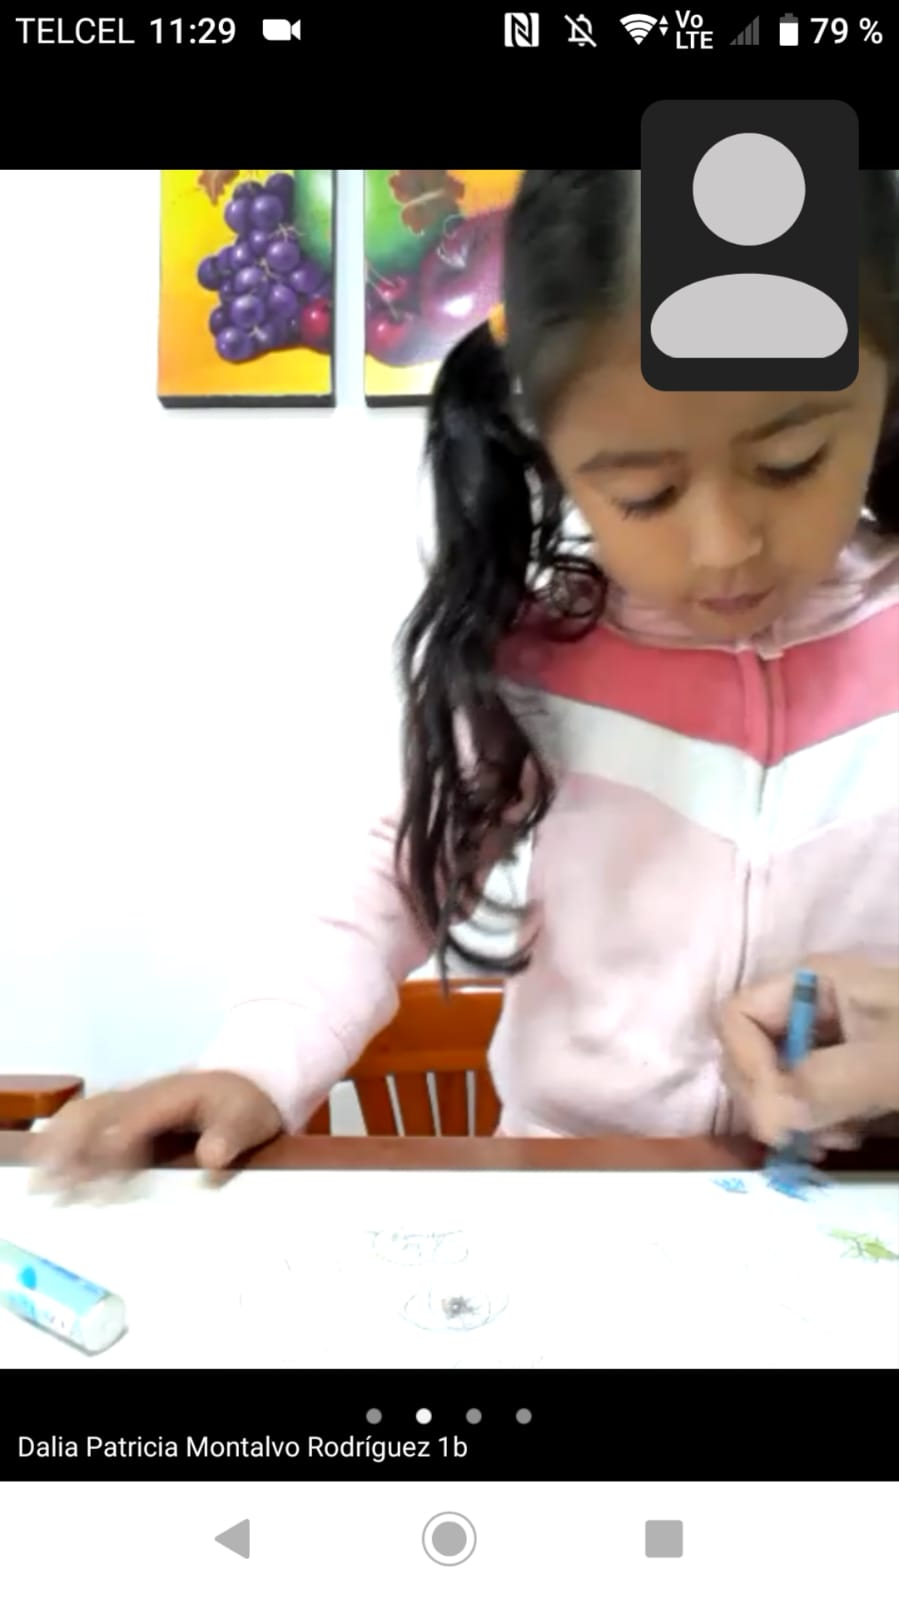 TELCEL 11:29
Vo
LTE
79 %
Dalia Patricia Montalvo Rodríguez 1b